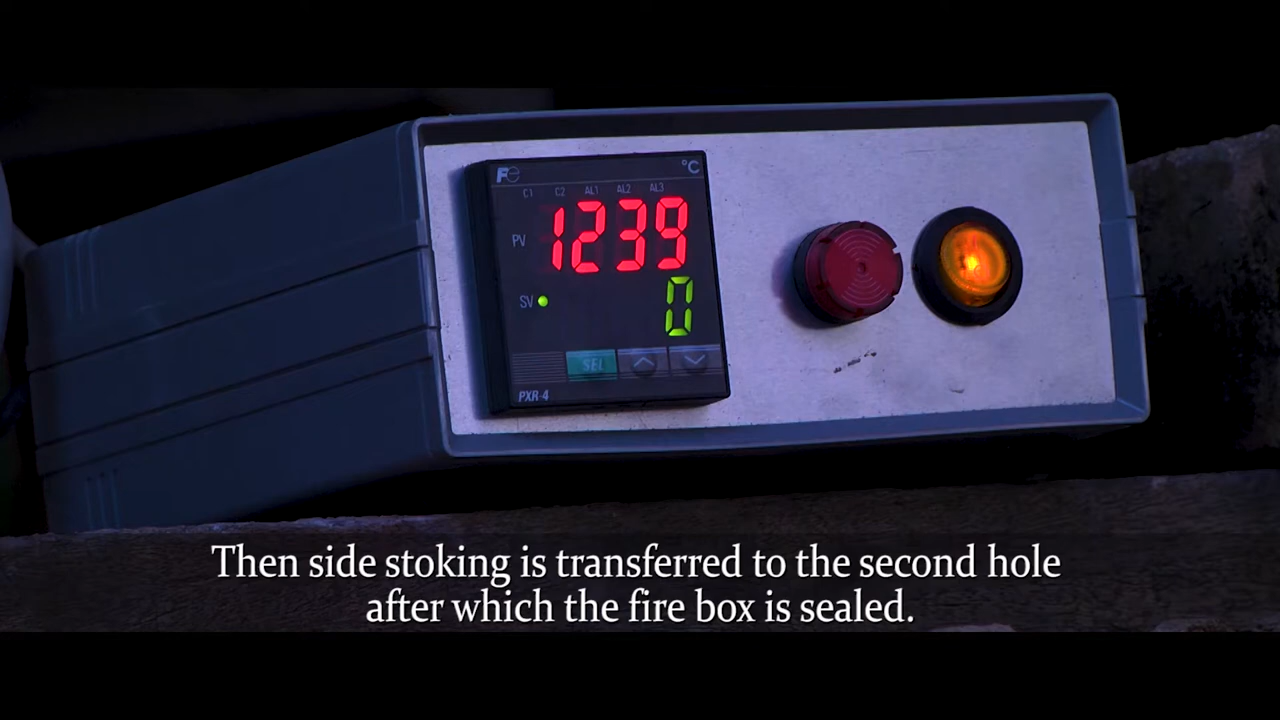 Fe °C
C1 C2 AL1 AL2 AL3
PV 1239
SV 0
SEL
PXR-4
Then side stoking is transferred to the second hole
after which the fire box is sealed.